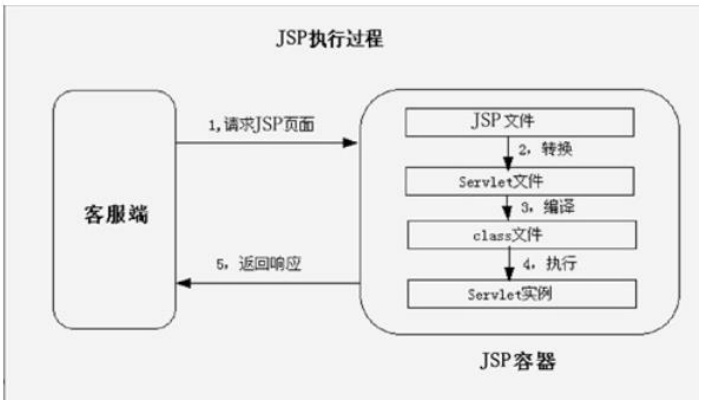 JSP执行过程
1,请求JSP页面
JSP文件
2，转换
Servlet文件
3，编译
class文件
4，执行
Servlet实例
客服端
5，返回响应
JSP容器